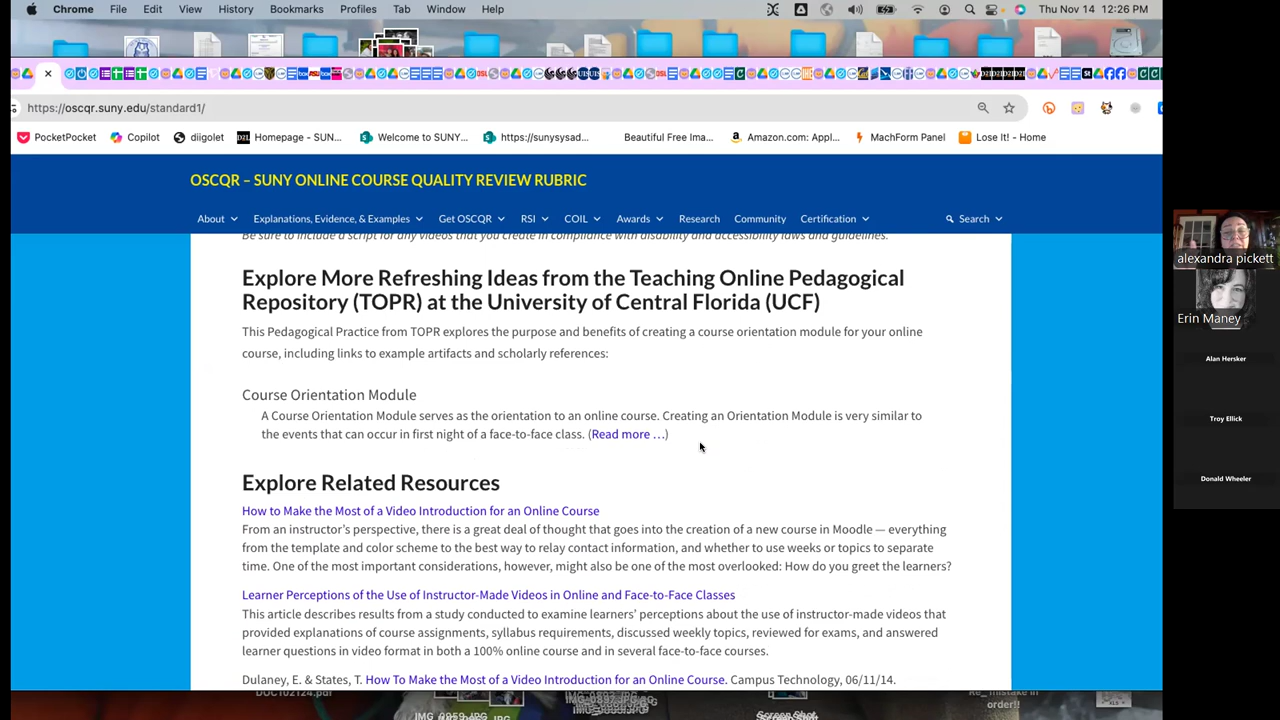 Chrome File Edit View History Bookmarks Profiles Tab Window Help Thu Nov 14 12:26 PM
https://oscqr.suny.edu/standard1/
PocketPocket Copilot diigolet Homepage - SUN... Welcome to SUNY... https://sunysysad... Beautiful Free Ima... Amazon.com: Appl... MachForm Panel Lose It! - Home
OSCQR – SUNY ONLINE COURSE QUALITY REVIEW RUBRIC
About Explanations, Evidence, & Examples Get OSCQR RSI COIL Awards Research Community Certification Search
Be sure to include a script for any videos that you create in compliance with disability and accessibility laws and guidelines.
Explore More Refreshing Ideas from the Teaching Online Pedagogical
Repository (TOPR) at the University of Central Florida (UCF)
This Pedagogical Practice from TOPR explores the purpose and benefits of creating a course orientation module for your online
course, including links to example artifacts and scholarly references:
Course Orientation Module
A Course Orientation Module serves as the orientation to an online course. Creating an Orientation Module is very similar to
the events that can occur in first night of a face-to-face class. (Read more …)
Explore Related Resources
How to Make the Most of a Video Introduction for an Online Course
From an instructor's perspective, there is a great deal of thought that goes into the creation of a new course in Moodle — everything
from the template and color scheme to the best way to relay contact information, and whether to use weeks or topics to separate
time. One of the most important considerations, however, might also be one of the most overlooked: How do you greet the learners?
Learner Perceptions of the Use of Instructor-Made Videos in Online and Face-to-Face Classes
This article describes results from a study conducted to examine learners' perceptions about the use of instructor-made videos that
provided explanations of course assignments, syllabus requirements, discussed weekly topics, reviewed for exams, and answered
learner questions in video format in both a 100% online course and in several face-to-face courses.
Dulaney, E. & States, T. How To Make the Most of a Video Introduction for an Online Course. Campus Technology, 06/11/14.
DOC102124.pdf
Re_ mistake in
order!!
Screen Shot
alexandra pickett
Erin Maney
Alan Hersker
Troy Ellick
Donald Wheeler